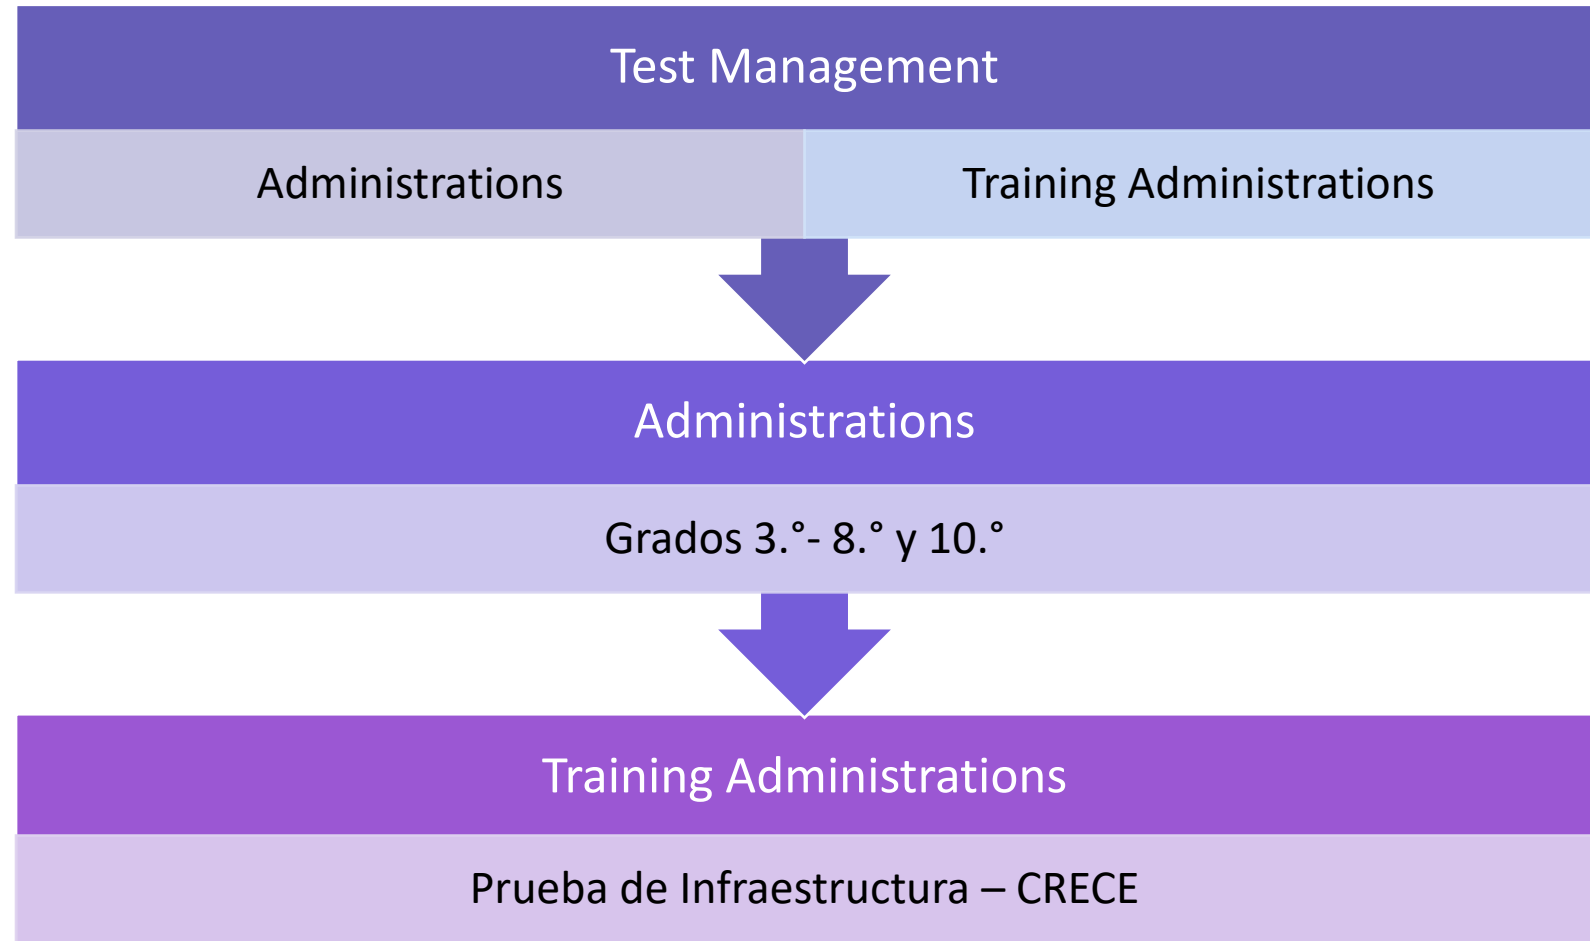 Test Management
Administrations
Training Administrations
Administrations
Grados 3.°- 8.° y 10.°
Training Administrations
Prueba de Infraestructura – CRECE